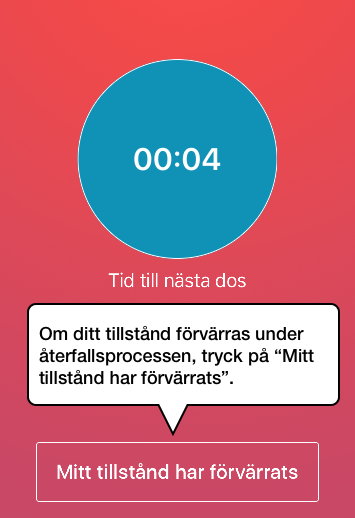 00:04
Tid till nästa dos
Om ditt tillstånd förvärras under
återfallsprocessen, tryck på “Mitt
tillstånd har förvärrats”.
Mitt tillstånd har förvärrats